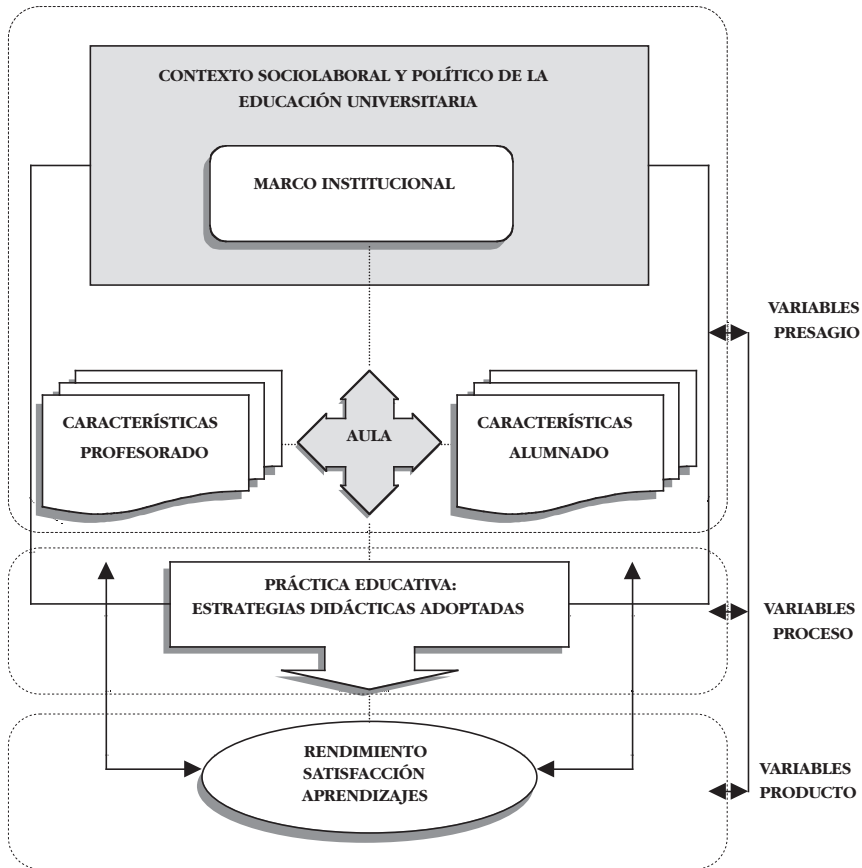 CONTEXTO SOCIOLABORAL Y POLÍTICO DE LA
EDUCACIÓN UNIVERSITARIA
MARCO INSTITUCIONAL
VARIABLES
PRESAGIO
CARACTERÍSTICAS
PROFESORADO
AULA
CARACTERÍSTICAS
ALUMNADO
PRÁCTICA EDUCATIVA:
ESTRATEGIAS DIDÁCTICAS ADOPTADAS
VARIABLES
PROCESO
RENDIMIENTO
SATISFACCIÓN
APRENDIZAJES
VARIABLES
PRODUCTO